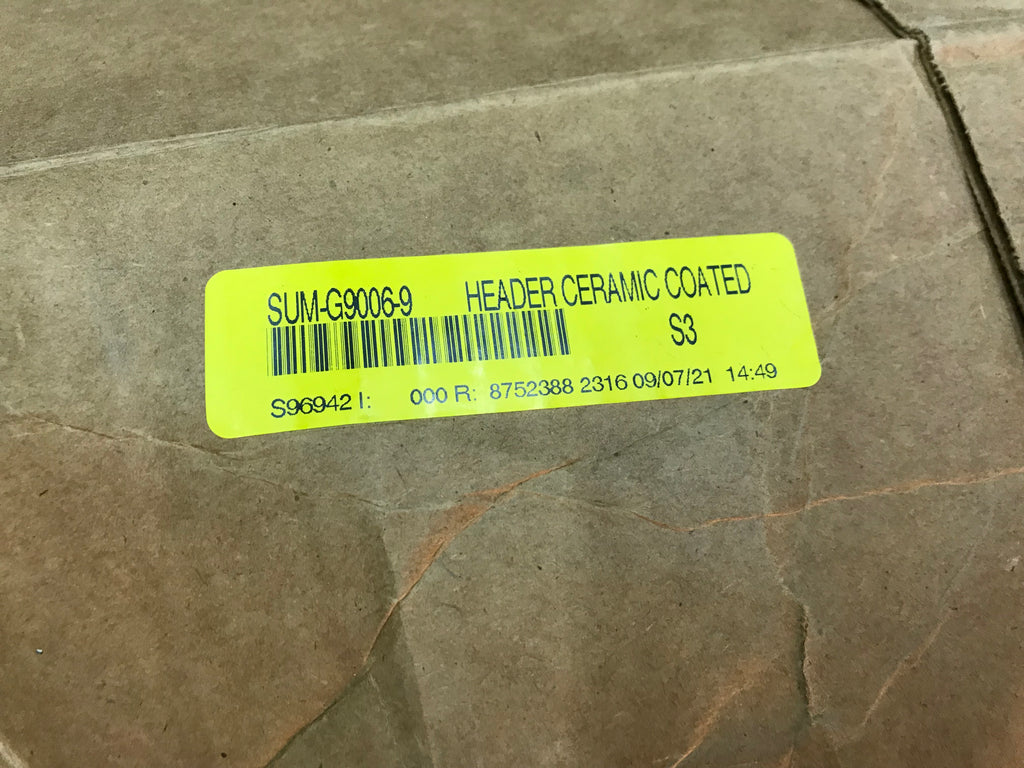 SUM-G9006-9 HEADER CERAMIC COATED
S3
S96942 I: 000 R: 8752388 2316 09/07/21 14:49